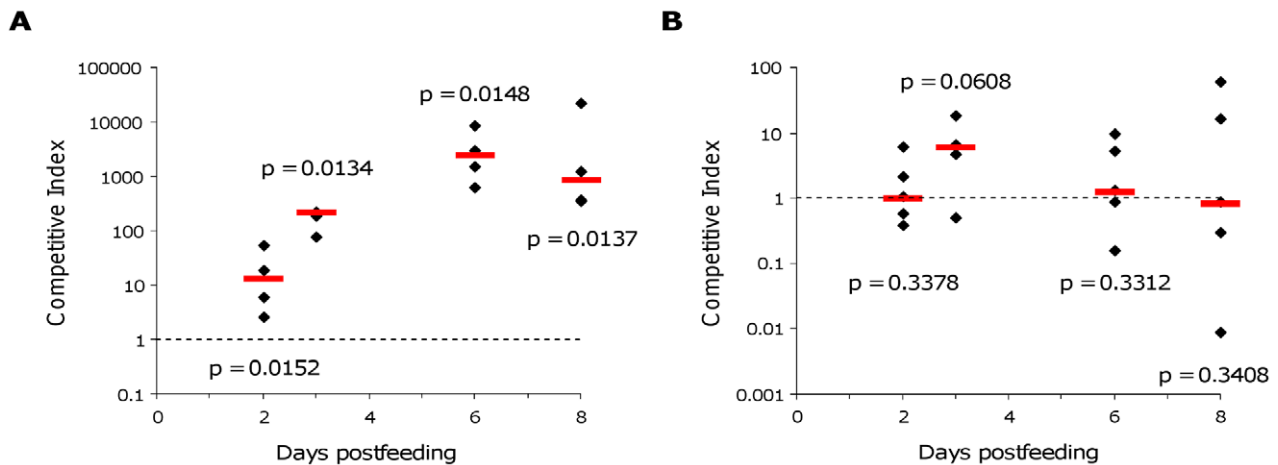 A
Competitive Index
100000
10000
1000
100
10
1
0.1
p = 0.0152
p = 0.0134
p = 0.0148
p = 0.0137
0 2 4 6 8
Days postfeeding
B
Competitive Index
100
10
1
0.1
0.01
0.001
p = 0.0608
p = 0.3378
p = 0.3312
p = 0.3408
0 2 4 6 8
Days postfeeding